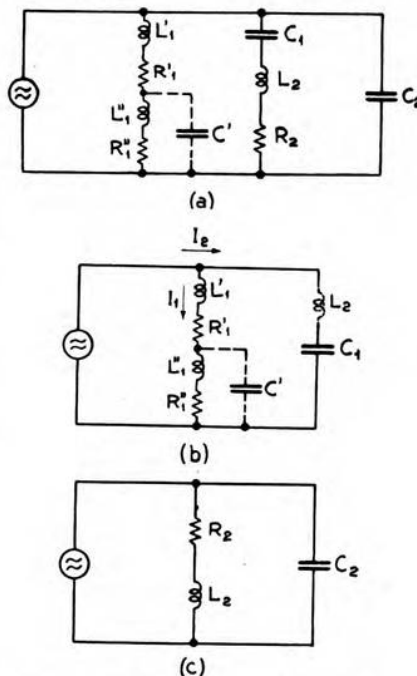 L'₁
C₁
R'₁
L₂
C₂
L"₁
C'
R"₁
R₂
(a)
I₂
I₁
L'₁
L₂
R'₁
C₁
L"₁
C'
R"₁
(b)
R₂
C₂
L₂
(c)